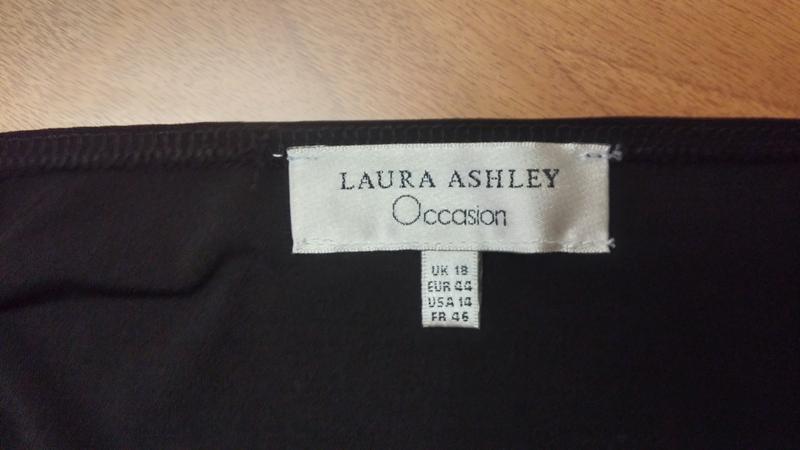 LAURA ASHLEY
Occasion
UK 18
EUR 44
USA 14
FR 46